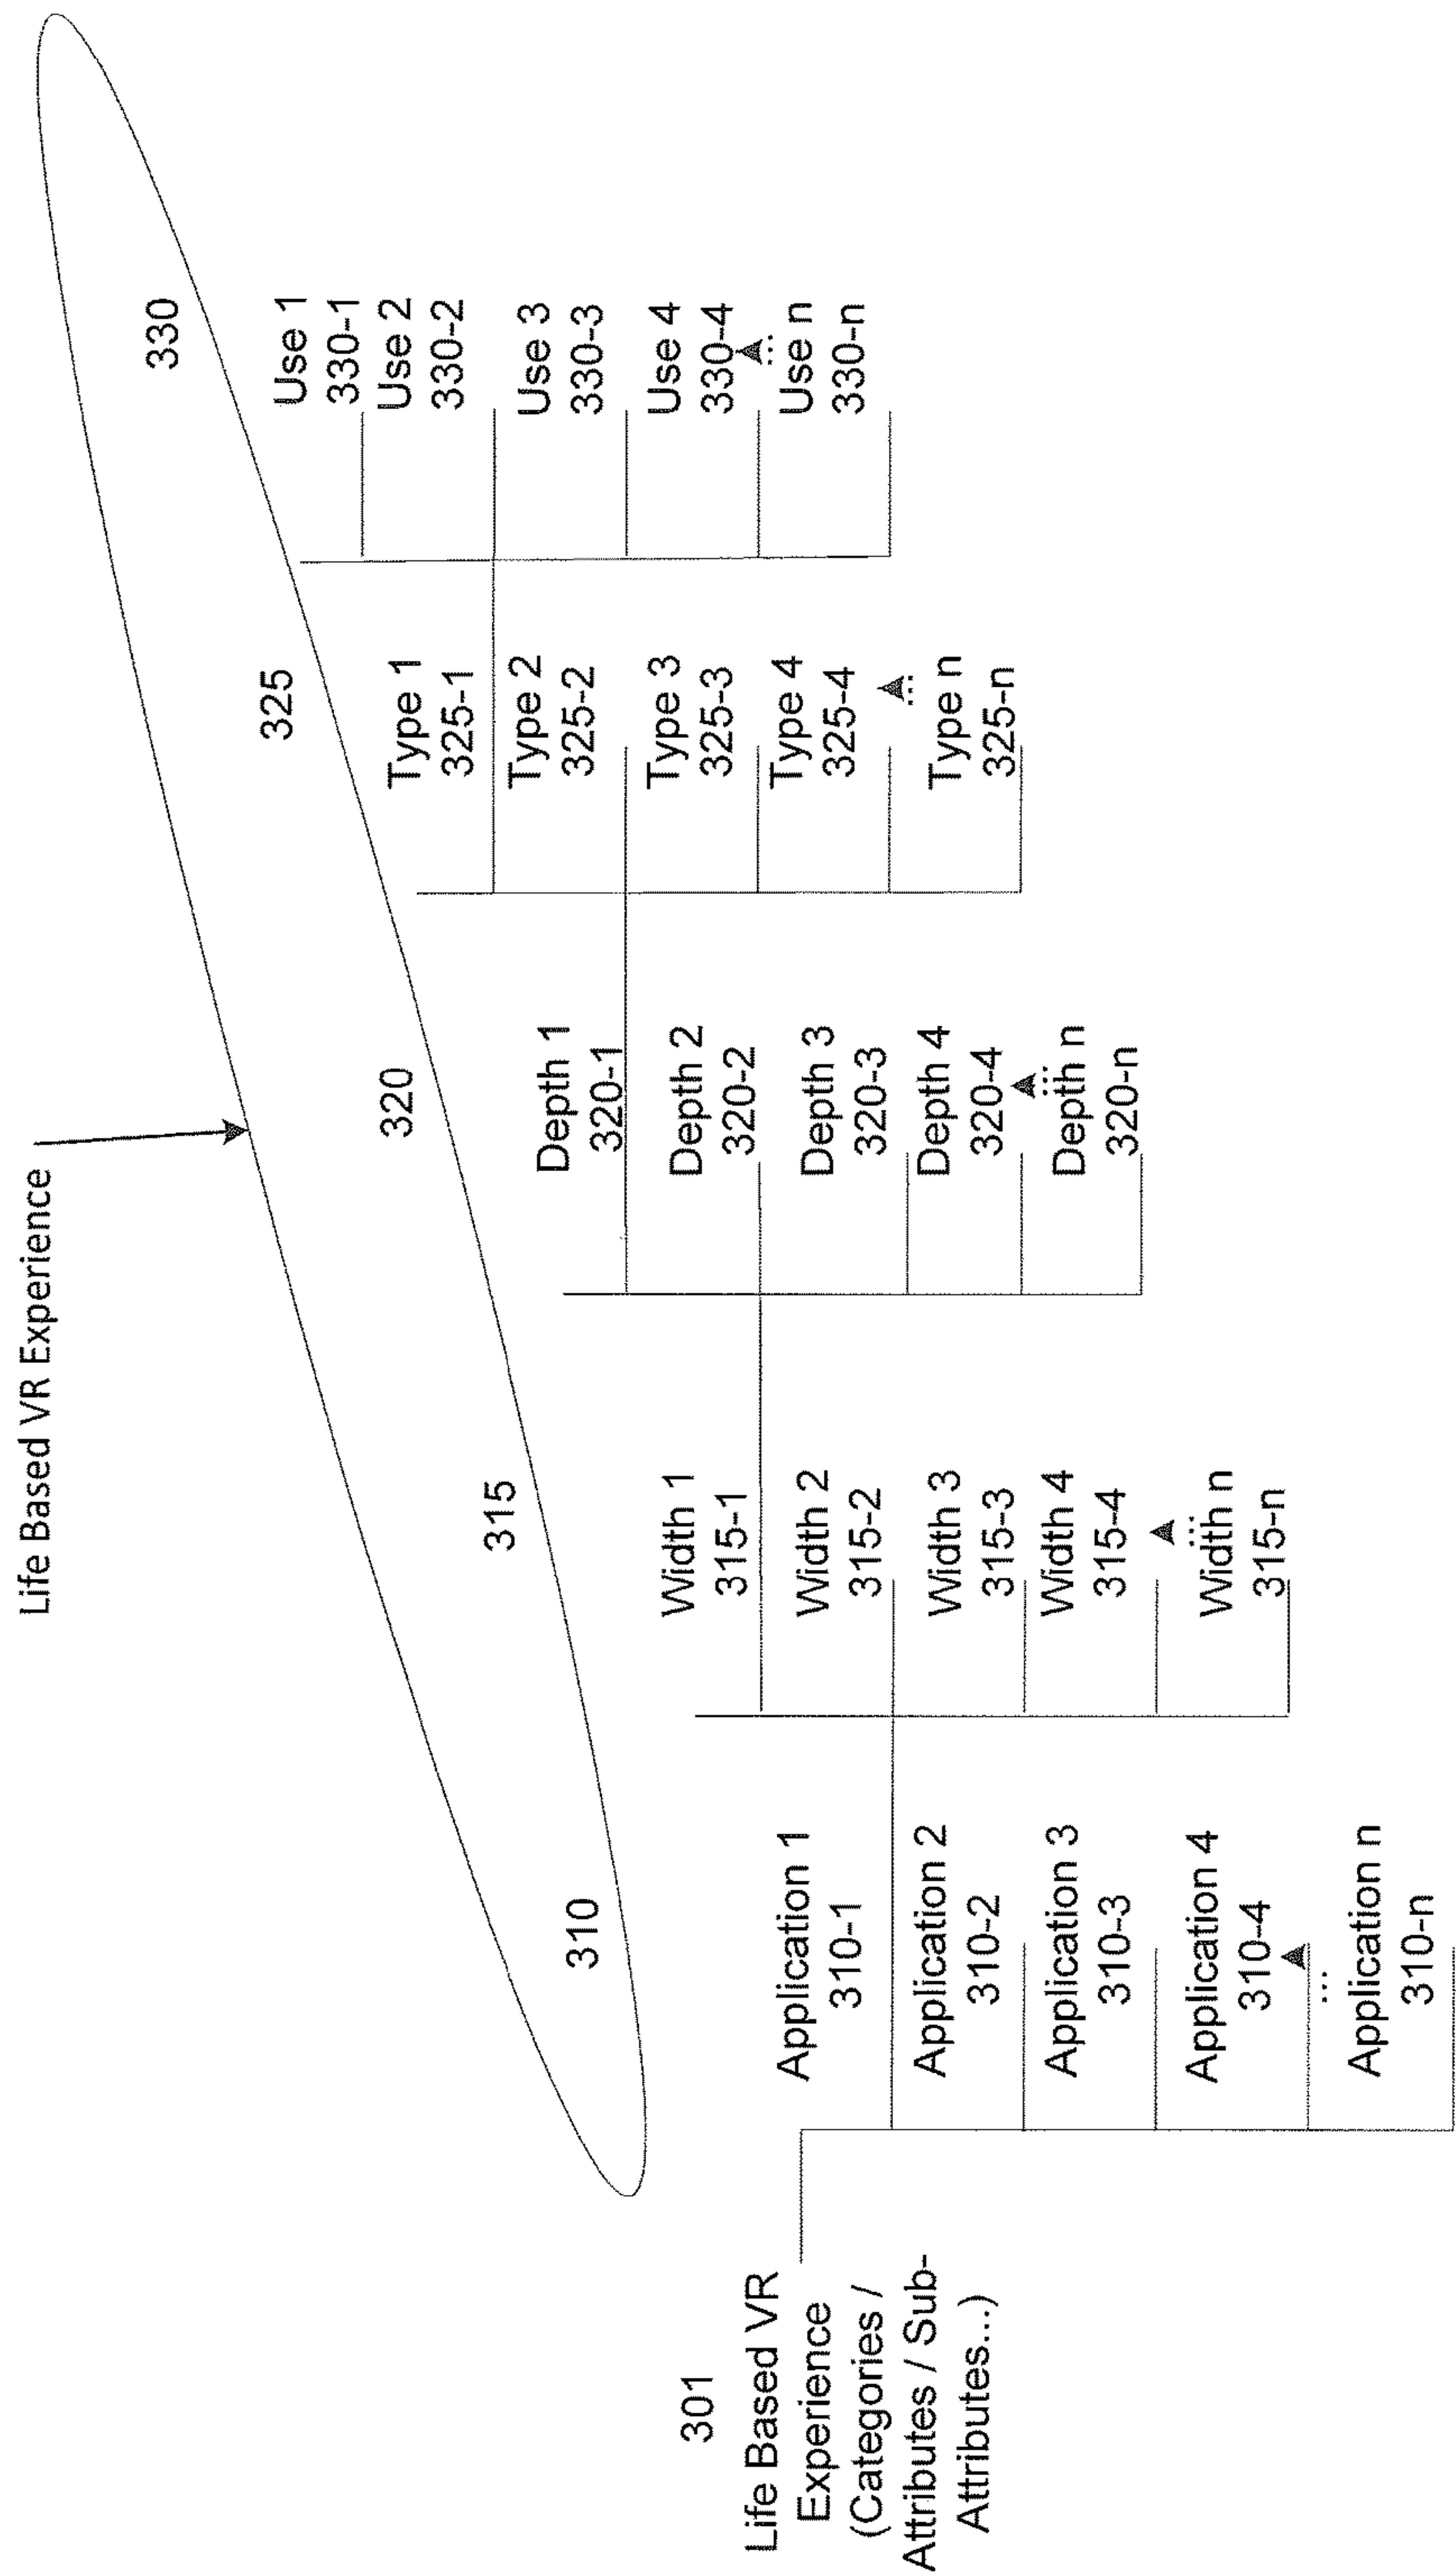 Life Based VR Experience
330
325
320
315
310
Use 1
330-1
Use 2
330-2
Use 3
330-3
Use 4
330-4
...
Use n
330-n
Type 1
325-1
Type 2
325-2
Type 3
325-3
Type 4
325-4
...
Type n
325-n
Depth 1
320-1
Depth 2
320-2
Depth 3
320-3
Depth 4
320-4
...
Depth n
320-n
Width 1
315-1
Width 2
315-2
Width 3
315-3
Width 4
315-4
...
Width n
315-n
Application 1
310-1
Application 2
310-2
Application 3
310-3
Application 4
310-4
...
Application n
310-n
301
Life Based VR
Experience
(Categories /
Attributes / Sub-
Attributes...)